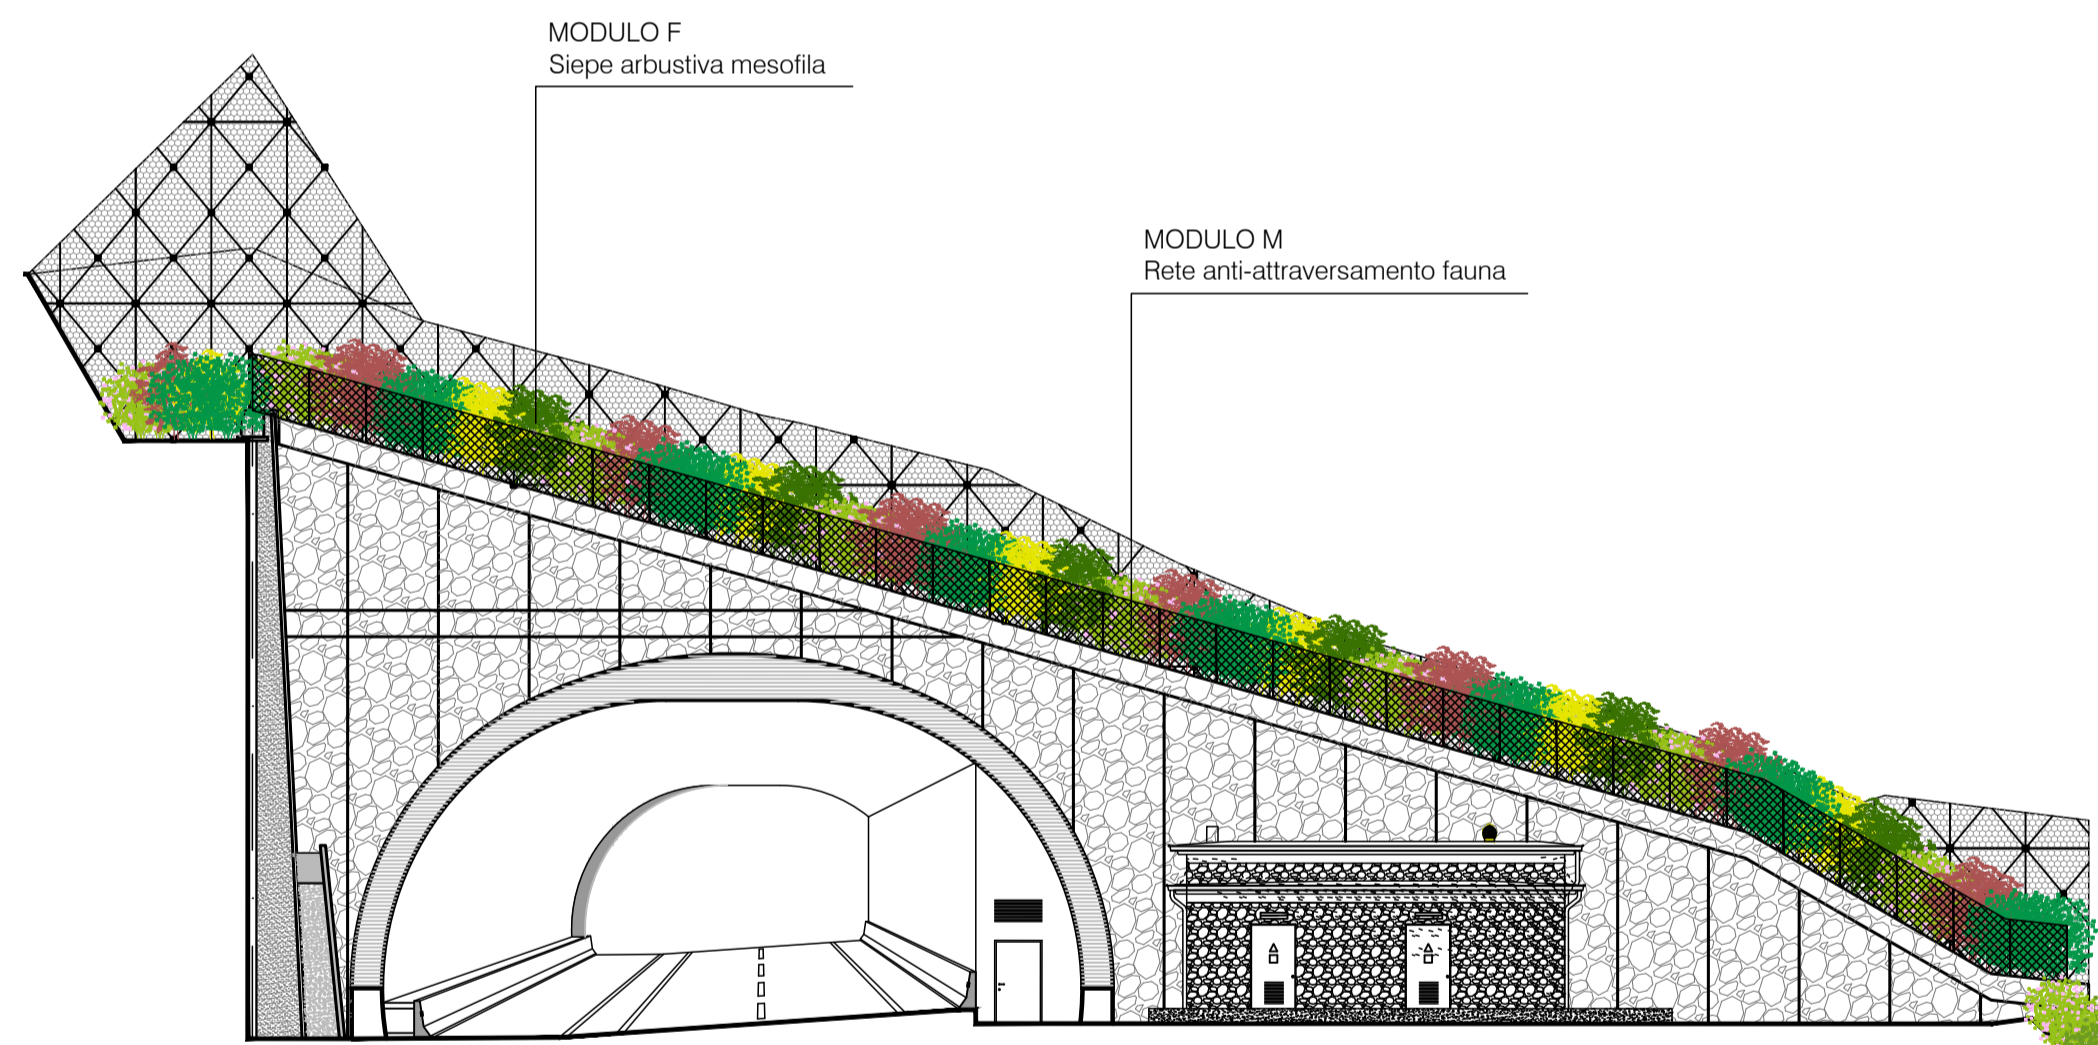 MODULO F
Siepe arbustiva mesofila
MODULO M
Rete anti-attraversamento fauna